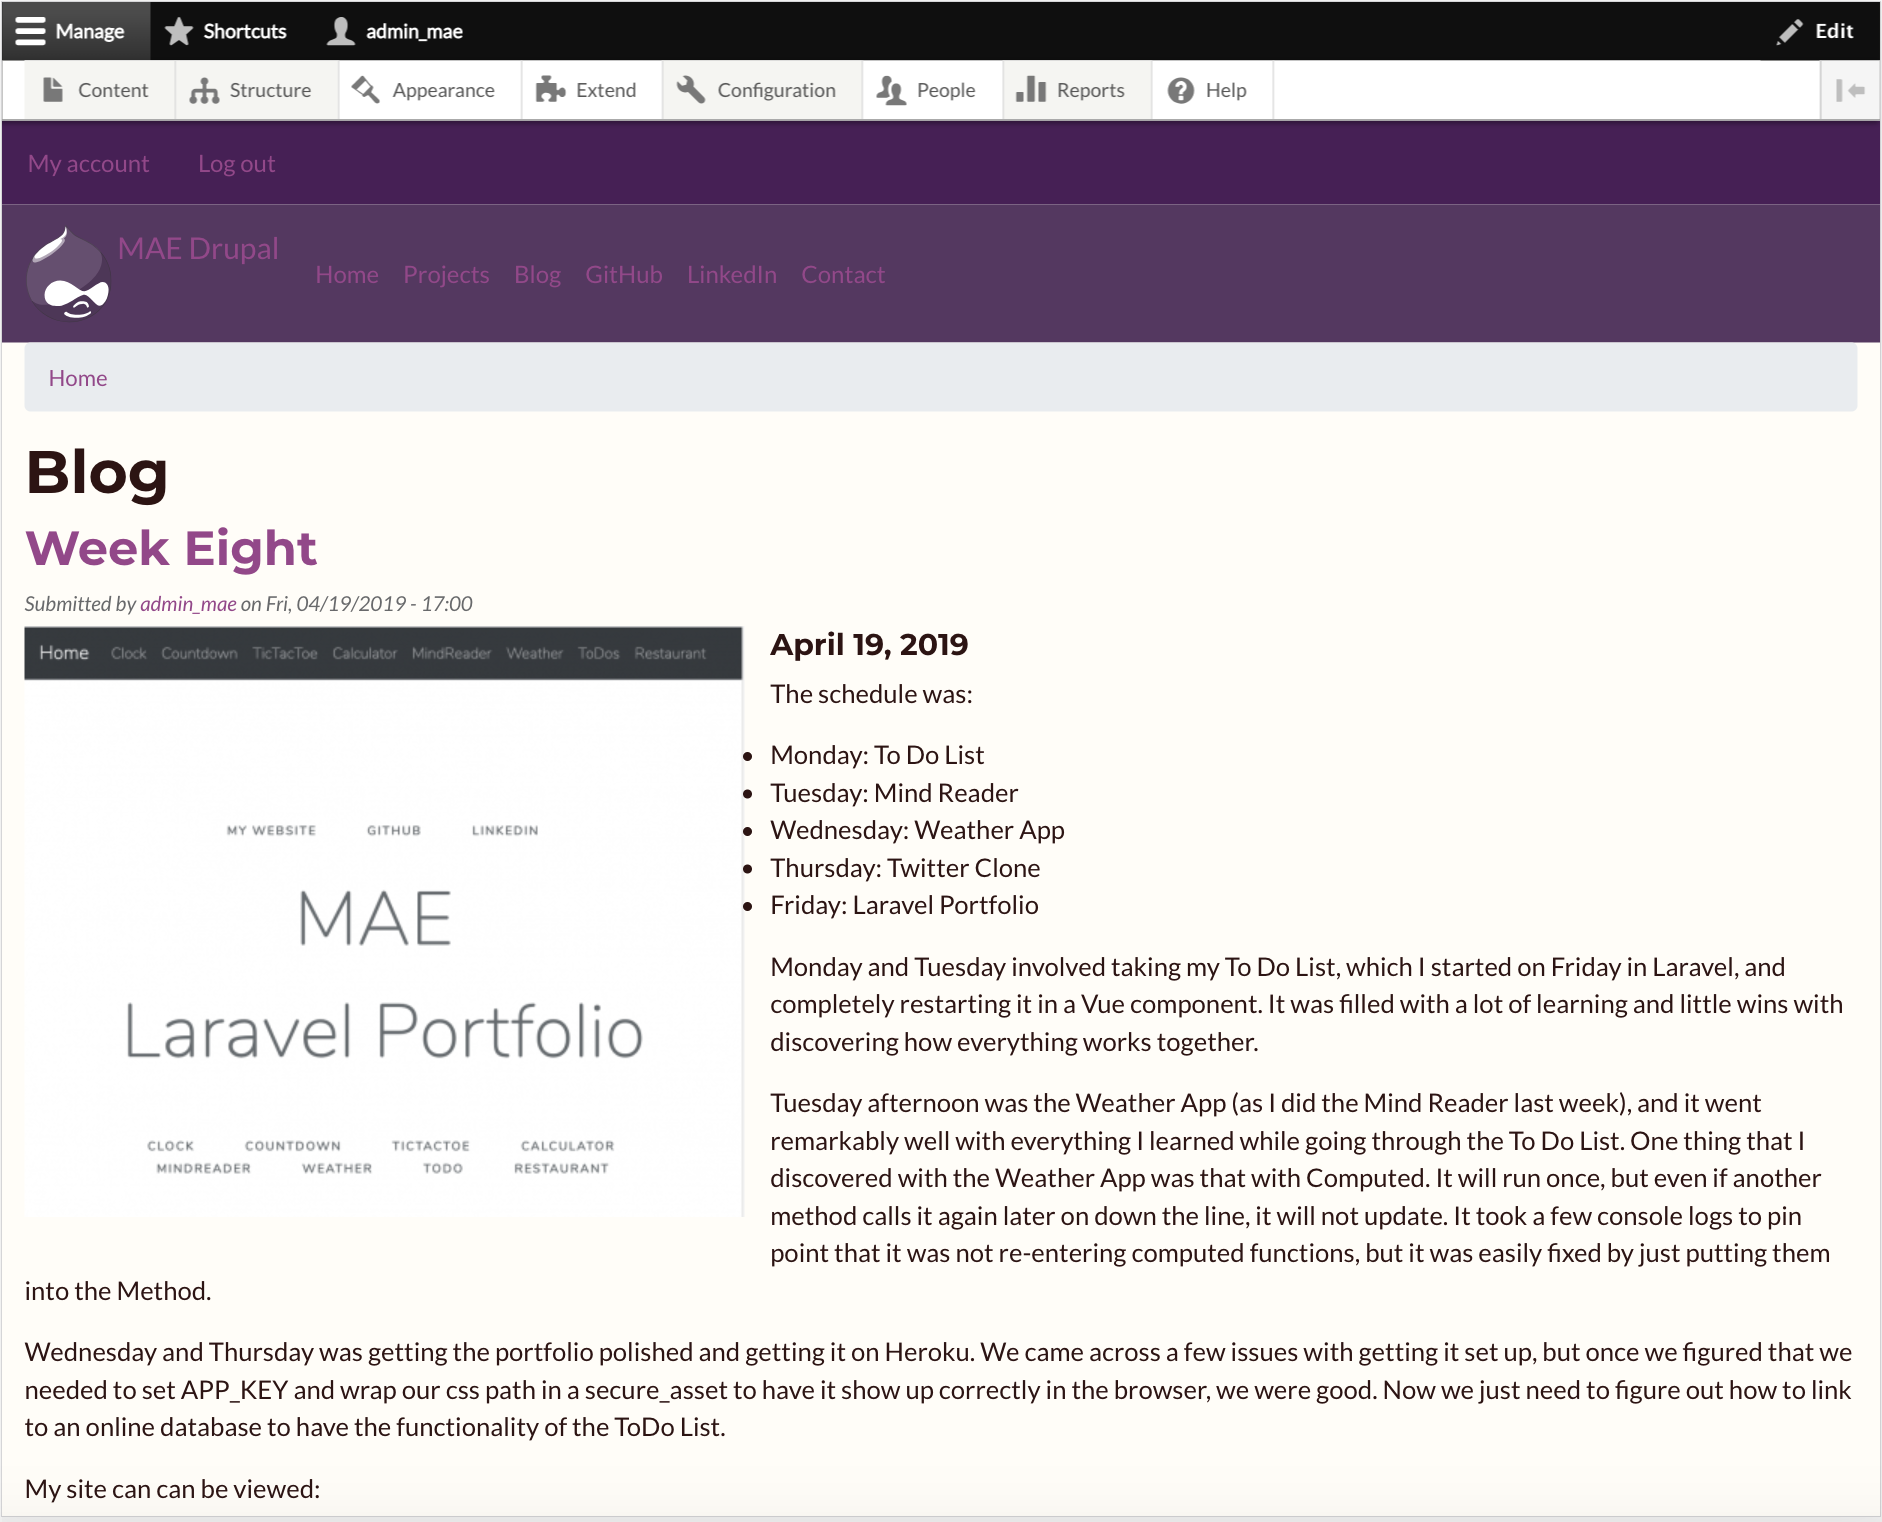 Manage Shortcuts admin_mae Edit
Content Structure Appearance Extend Configuration People Reports Help
My account Log out
MAE Drupal
Home Projects Blog GitHub LinkedIn Contact
Home
Blog
Week Eight
Submitted by admin_mae on Fri, 04/19/2019 - 17:00
Home Clock Countdown TicTacToe Calculator MindReader Weather ToDos Restaurant
MY WEBSITE GITHUB LINKEDIN
MAE
Laravel Portfolio
CLOCK COUNTDOWN TICTACTOE CALCULATOR
MINDREADER WEATHER TODO RESTAURANT
April 19, 2019
The schedule was:
• Monday: To Do List
• Tuesday: Mind Reader
• Wednesday: Weather App
• Thursday: Twitter Clone
• Friday: Laravel Portfolio
Monday and Tuesday involved taking my To Do List, which I started on Friday in Laravel, and
completely restarting it in a Vue component. It was filled with a lot of learning and little wins with
discovering how everything works together.
Tuesday afternoon was the Weather App (as I did the Mind Reader last week), and it went
remarkably well with everything I learned while going through the To Do List. One thing that I
discovered with the Weather App was that with Computed. It will run once, but even if another
method calls it again later on down the line, it will not update. It took a few console logs to pin
point that it was not re-entering computed functions, but it was easily fixed by just putting them
into the Method.
Wednesday and Thursday was getting the portfolio polished and getting it on Heroku. We came across a few issues with getting it set up, but once we figured that we
needed to set APP_KEY and wrap our css path in a secure_asset to have it show up correctly in the browser, we were good. Now we just need to figure out how to link
to an online database to have the functionality of the ToDo List.
My site can can be viewed: